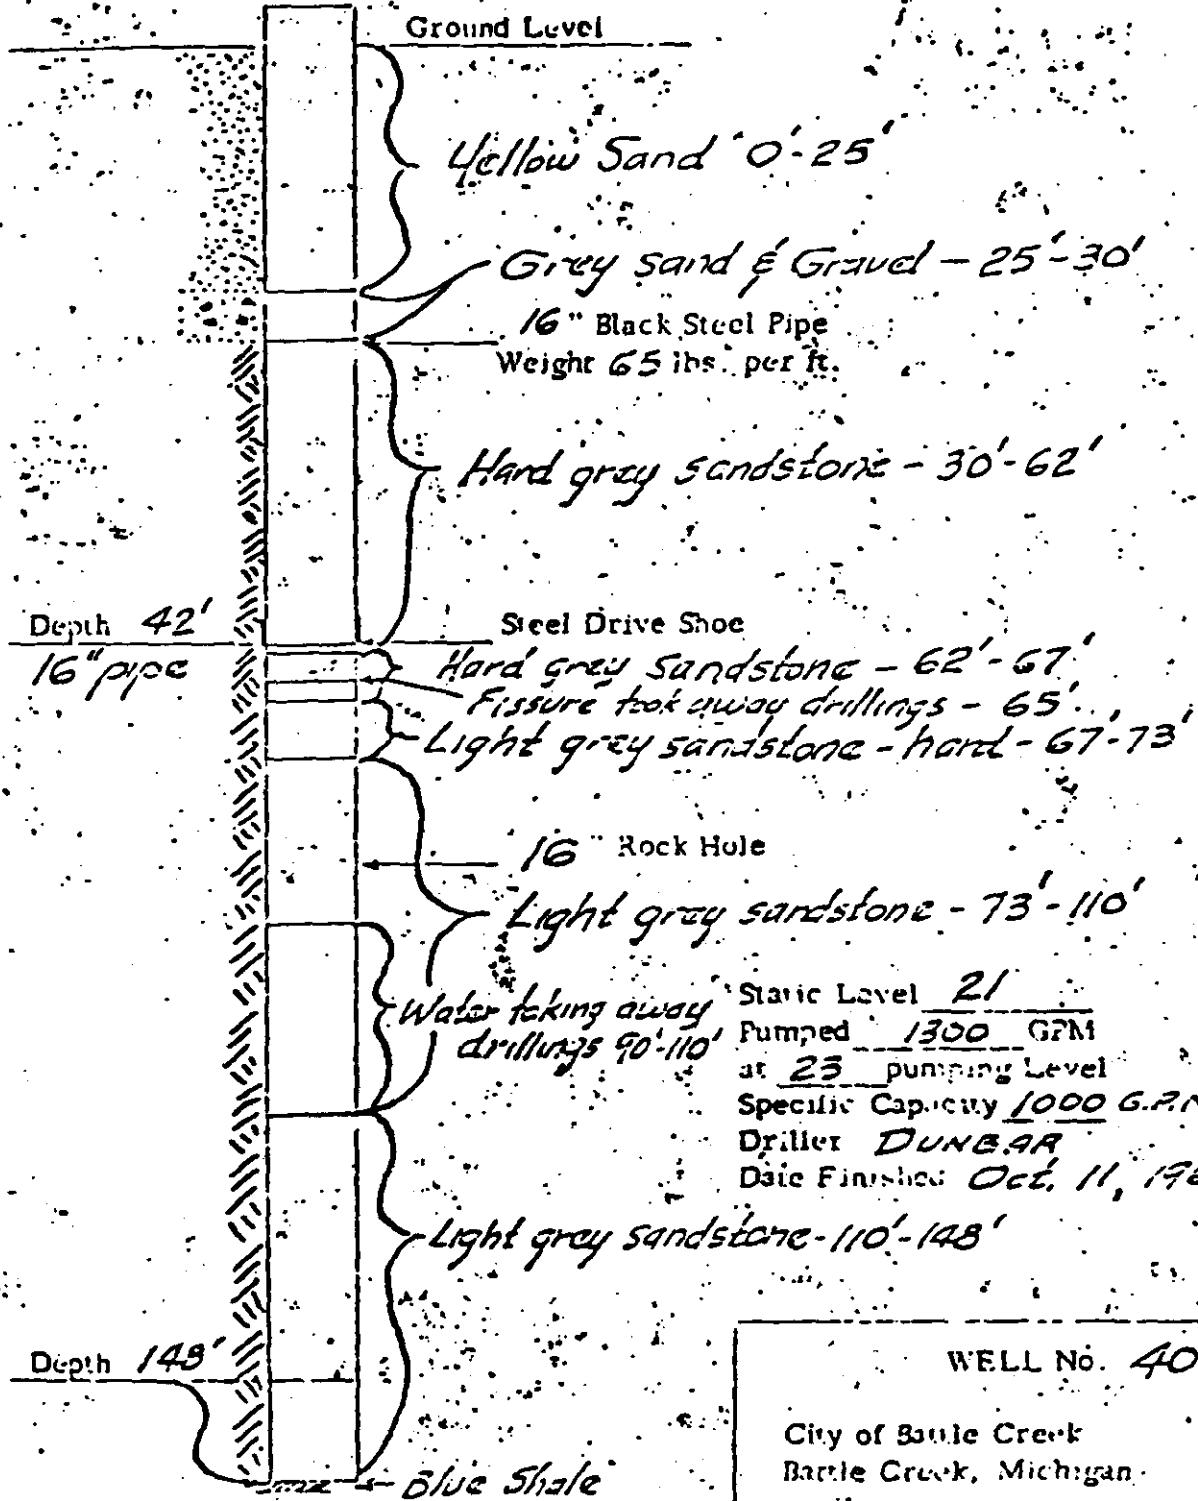 Ground Level
Yellow Sand 0'-25'
Grey Sand & Gravel - 25'-30'
16" Black Steel Pipe
Weight 65 lbs. per ft.
Hard grey sandstone - 30'-62'
Depth 42'
16" pipe
Steel Drive Shoe
Hard grey Sandstone - 62'-67'
Fissure took away drillings - 65'
Light grey sandstone - hard - 67-73'
16" Rock Hole
Light grey sandstone - 73'-110'
Water taking away
drillings 90'-110'
Static Level 21
Pumped 1300 GPM
at 23 pumping Level
Specific Capacity 1000 G.P.M
Driller DUNBAR
Date Finished Oct. 11,
Light grey sandstone - 110'-148'
Depth 148'
Blue Shale
WELL No. 40
City of Battle Creek
Battle Creek, Michigan